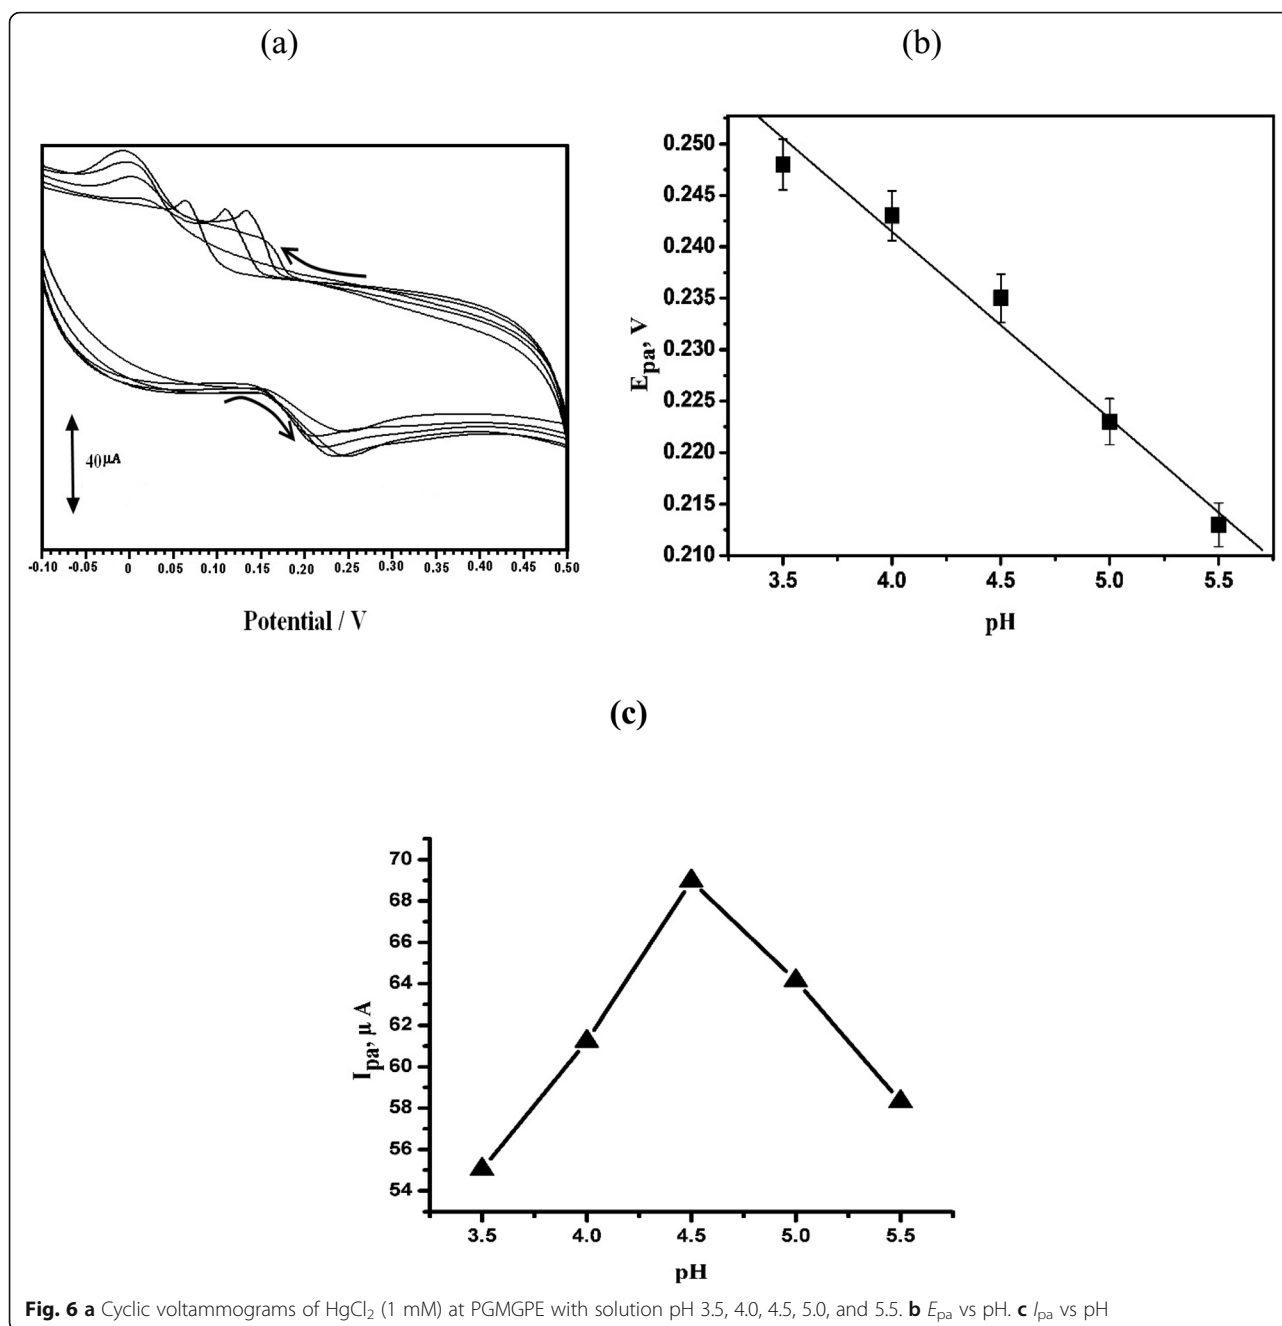 (a)
(b)
40μA
-0.10 -0.05 0 0.05 0.10 0.15 0.20 0.25 0.30 0.35 0.40 0.45 0.50
Potential / V
0.250
0.245
0.240
0.235
0.230
0.225
0.220
0.215
0.210
Epa, V
3.5 4.0 4.5 5.0 5.5
pH
(c)
70
68
66
64
62
60
58
56
54
Ipa, μ A
3.5 4.0 4.5 5.0 5.5
pH
Fig. 6 a Cyclic voltammograms of HgCl₂ (1 mM) at PGMGPE with solution pH 3.5, 4.0, 4.5, 5.0, and 5.5. b Epa vs pH. c Ipa vs pH